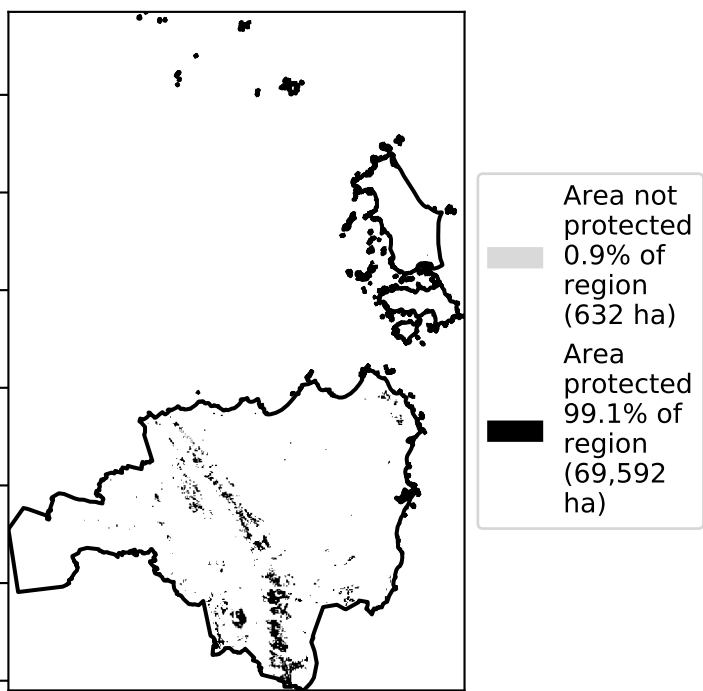 Area not
protected
0.9% of
region
(632 ha)
Area
protected
99.1% of
region
(69,592
ha)